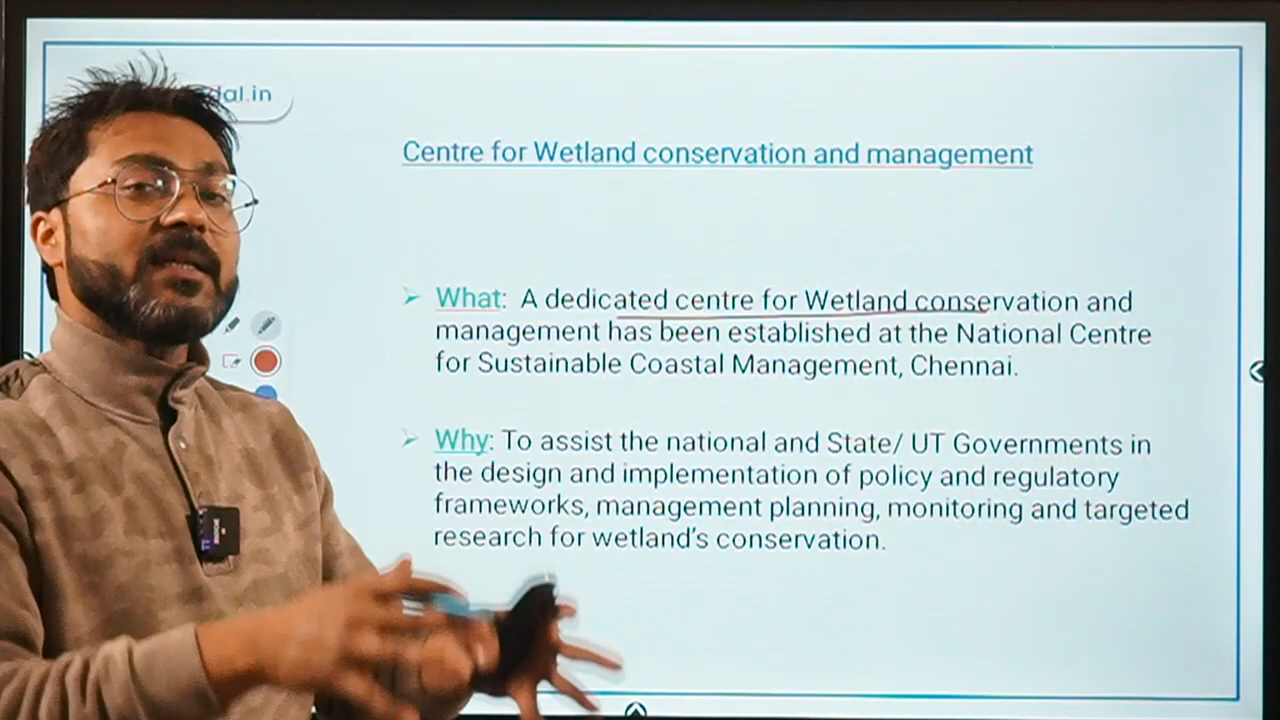 dal.in
Centre for Wetland conservation and management
➢ What: A dedicated centre for Wetland conservation and
management has been established at the National Centre
for Sustainable Coastal Management, Chennai.
➢ Why: To assist the national and State/ UT Governments in
the design and implementation of policy and regulatory
frameworks, management planning, monitoring and targeted
research for wetland's conservation.